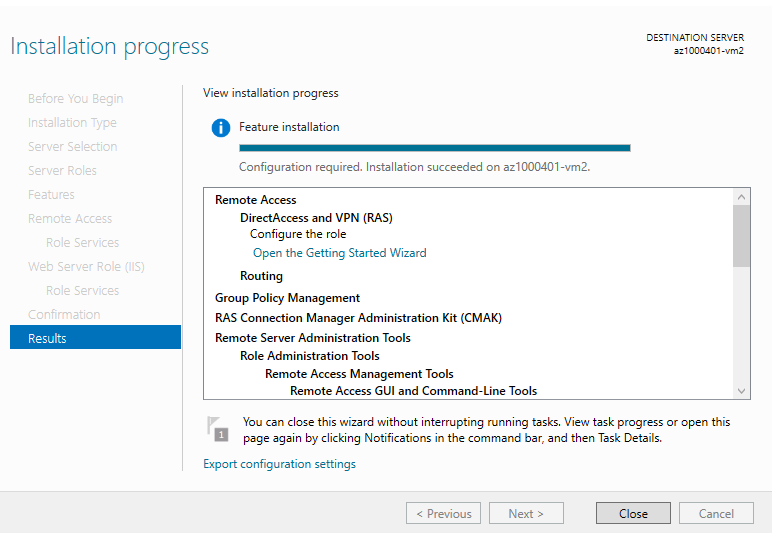 Installation progress
DESTINATION SERVER
az1000401-vm2
Before You Begin
Installation Type
Server Selection
Server Roles
Features
Remote Access
Role Services
Web Server Role (IIS)
Role Services
Confirmation
Results
View installation progress
Feature installation
Configuration required. Installation succeeded on az1000401-vm2.
Remote Access
DirectAccess and VPN (RAS)
Configure the role
Open the Getting Started Wizard
Routing
Group Policy Management
RAS Connection Manager Administration Kit (CMAK)
Remote Server Administration Tools
Role Administration Tools
Remote Access Management Tools
Remote Access GUI and Command-Line Tools
1
You can close this wizard without interrupting running tasks. View task progress or open this
page again by clicking Notifications in the command bar, and then Task Details.
Export configuration settings
< Previous
Next >
Close
Cancel